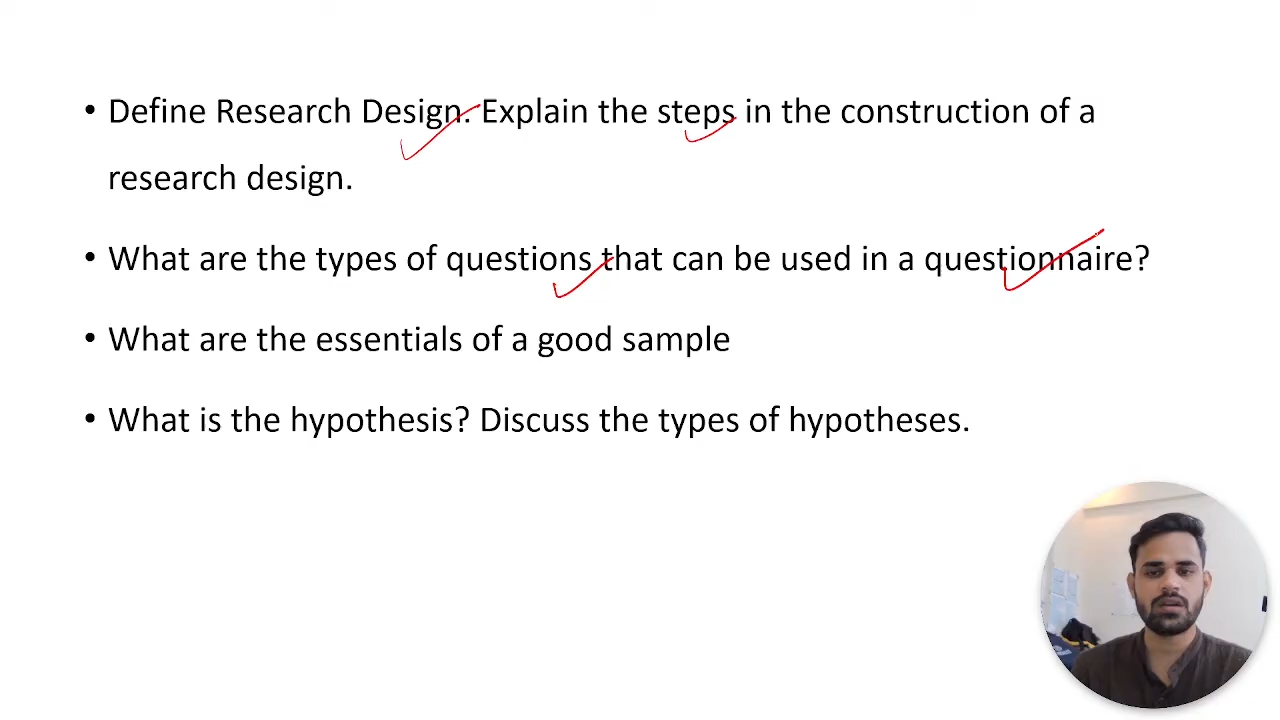 • Define Research Design. Explain the steps in the construction of a
research design.
• What are the types of questions that can be used in a questionnaire?
• What are the essentials of a good sample
• What is the hypothesis? Discuss the types of hypotheses.